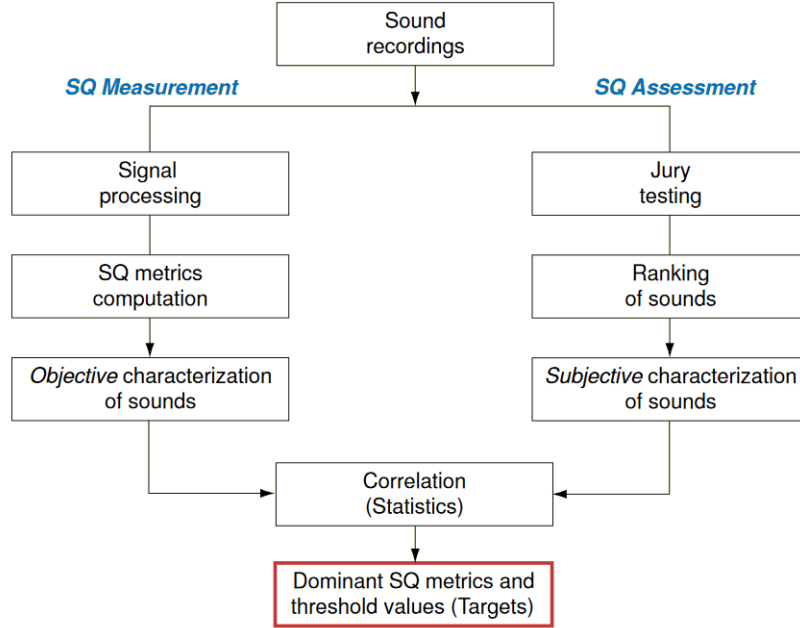 Sound
recordings
SQ Measurement
SQ Assessment
Signal
processing
Jury
testing
SQ metrics
computation
Ranking
of sounds
Objective characterization
of sounds
Subjective characterization
of sounds
Correlation
(Statistics)
Dominant SQ metrics and
threshold values (Targets)